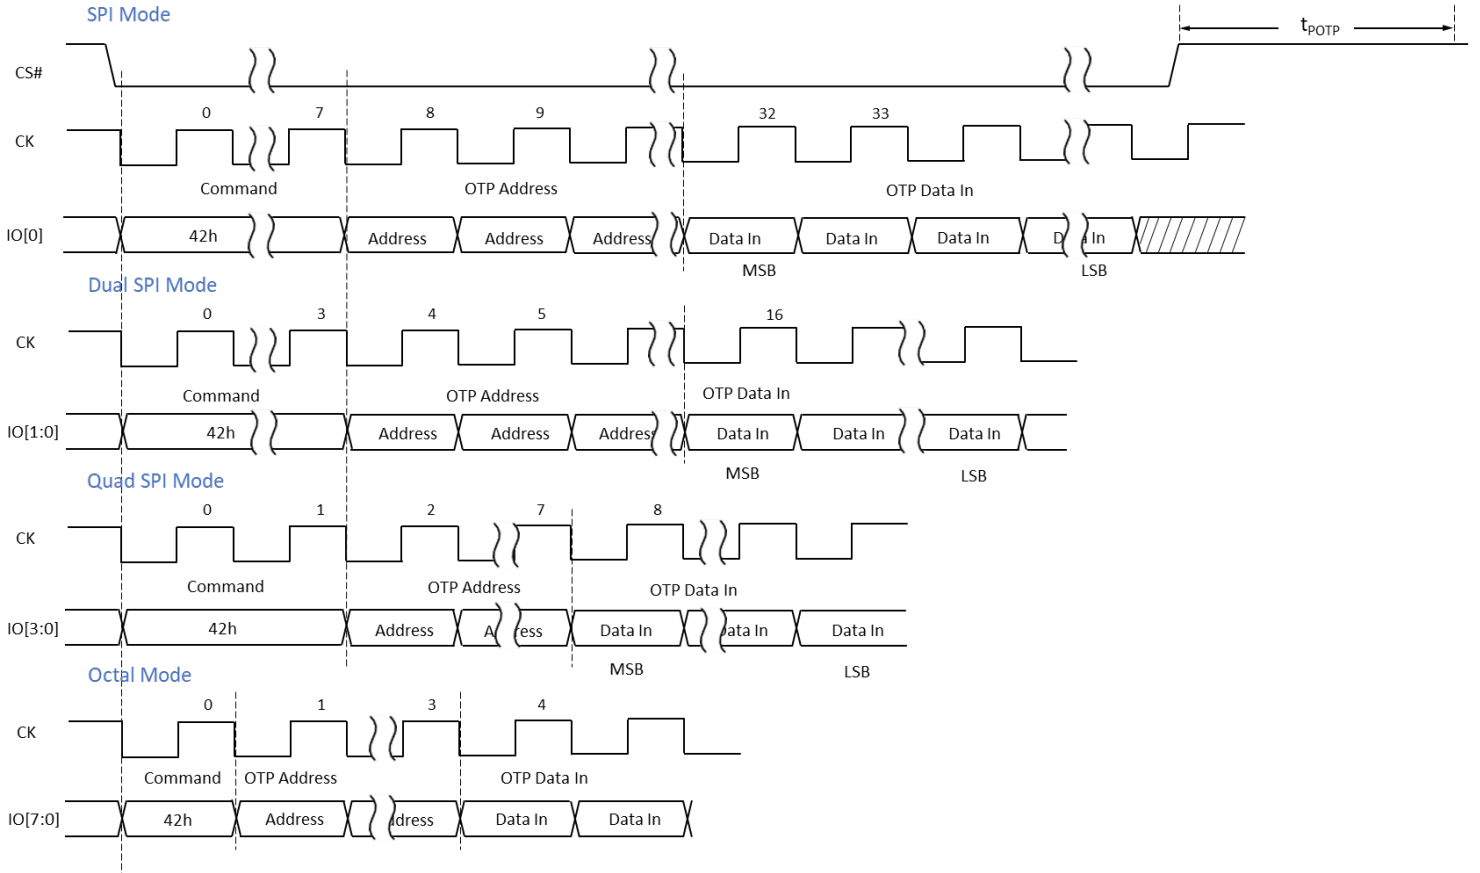 SPI Mode
tPOTP
CS#
0 7 8 9 32 33
CK
Command OTP Address OTP Data In
IO[0] 42h Address Address Address Data In Data In Data In In
MSB LSB
Dual SPI Mode
0 3 4 5 16
CK
Command OTP Address OTP Data In
IO[1:0] 42h Address Address Addres Data In Data In Data In
MSB LSB
Quad SPI Mode
0 1 2 7 8
CK
Command OTP Address OTP Data In
IO[3:0] 42h Address Data In In Data In
MSB LSB
Octal Mode
0 1 3 4
CK
Command OTP Address OTP Data In
IO[7:0] 42h Address Data In Data In